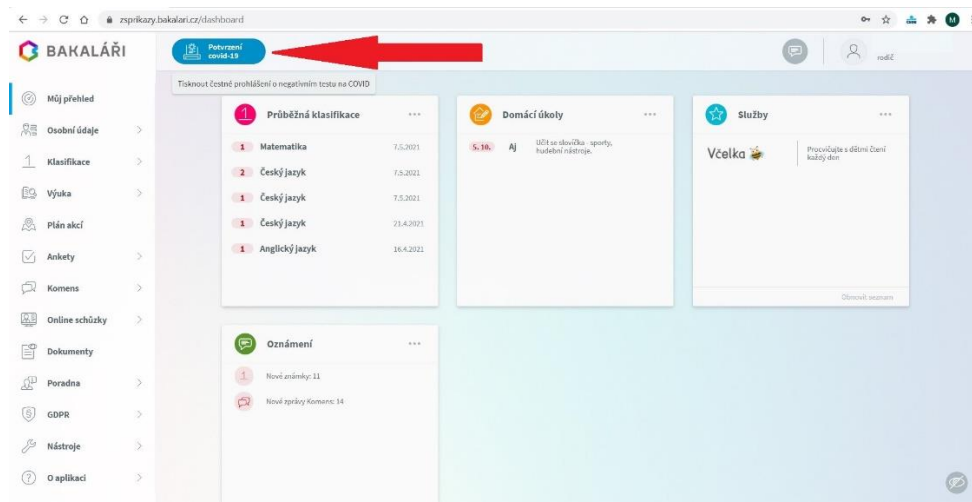 zsprikazy.bakalari.cz/dashboard
M
BAKALÁŘI
Potvrzení
covid-19
rodič
Tisknout čestné prohlášení o negativním testu na COVID
Můj přehled
Osobní údaje
Klasifikace
Výuka
Plán akcí
Ankety
Komens
Online schůzky
Dokumenty
Poradna
GDPR
Nástroje
O aplikaci
1 Průběžná klasifikace
1 Matematika 7.5.2021
2 Český jazyk 7.5.2021
1 Český jazyk 7.5.2021
1 Český jazyk 21.4.2021
1 Anglický jazyk 16.4.2021
Domácí úkoly
5. 10. Aj Učit se slovíčka - sporty,
hudební nástroje.
Služby
Včelka Procvičujte s dětmi čtení
každý den
Obnovit seznam
Oznámení
1 Nové známky: 11
Nové zprávy Komens: 14